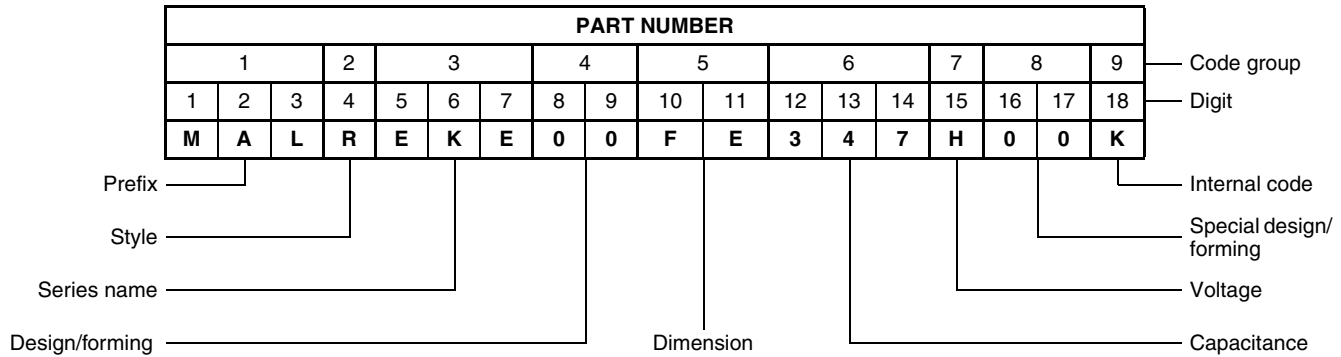 PART NUMBER
1 2 3 4 5 6 7 8 9 Code group
1 2 3 4 5 6 7 8 9 10 11 12 13 14 15 16 17 18 Digit
M A L R E K E 0 0 F E 3 4 7 H 0 0 K
Prefix Internal code
Style Special design/
forming
Series name Voltage
Design/forming Dimension Capacitance